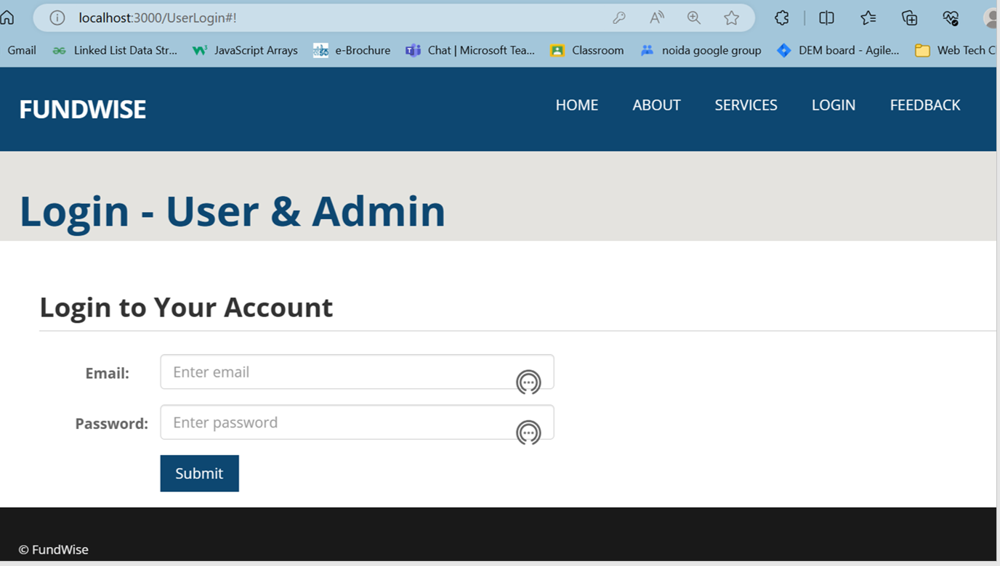 localhost:3000/UserLogin#!
Gmail Linked List Data Str... JavaScript Arrays e-Brochure Chat | Microsoft Tea... Classroom noida google group DEM board - Agile... Web Tech
FUNDWISE HOME ABOUT SERVICES LOGIN FEEDBACK
Login - User & Admin
Login to Your Account
Email: Enter email
Password: Enter password
Submit
© FundWise